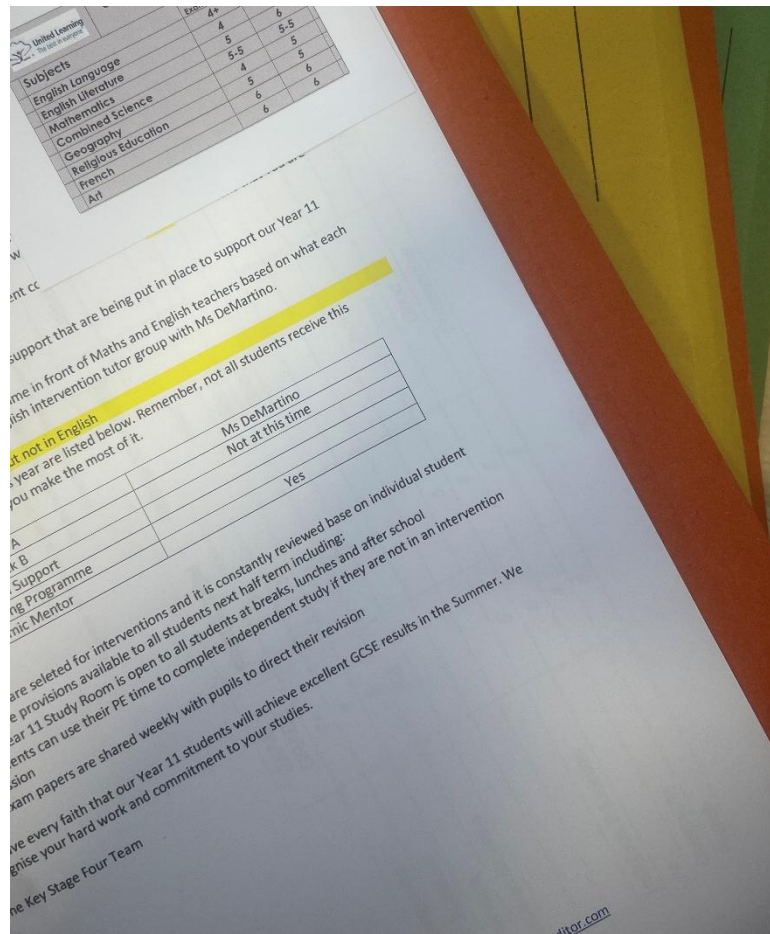 United Learning
The best in everyone
Subjects
English Language 4+ 6
English Literature 4 5-5
Mathematics 5 5
Combined Science 5-5 5
Geography 4 6
Religious Education 5 6
French 6
Art 6
support that are being put in place to support our Year 11
me in front of Maths and English teachers based on what each
lish intervention tutor group with Ms DeMartino.
ut not in English
year are listed below. Remember, not all students receive this
you make the most of it.
A Ms DeMartino
k B Not at this time
Support
ng Programme Yes
mic Mentor
are seleted for interventions and it is constantly reviewed base on individual student
e provisions available to all students next half term including:
ear 11 Study Room is open to all students at breaks, lunches and after school
ents can use their PE time to complete independent study if they are not in an intervention
sion
xam papers are shared weekly with pupils to direct their revision
ve every faith that our Year 11 students will achieve excellent GCSE results in the Summer. We
gnise your hard work and commitment to your studies.
he Key Stage Four Team
ditor.com